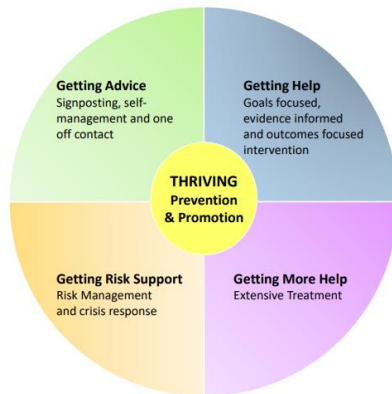 Getting Advice
Signposting, self-
management and one
off contact
Getting Help
Goals focused,
evidence informed
and outcomes focused
intervention
THRIVING
Prevention
& Promotion
Getting Risk Support
Risk Management
and crisis response
Getting More Help
Extensive Treatment